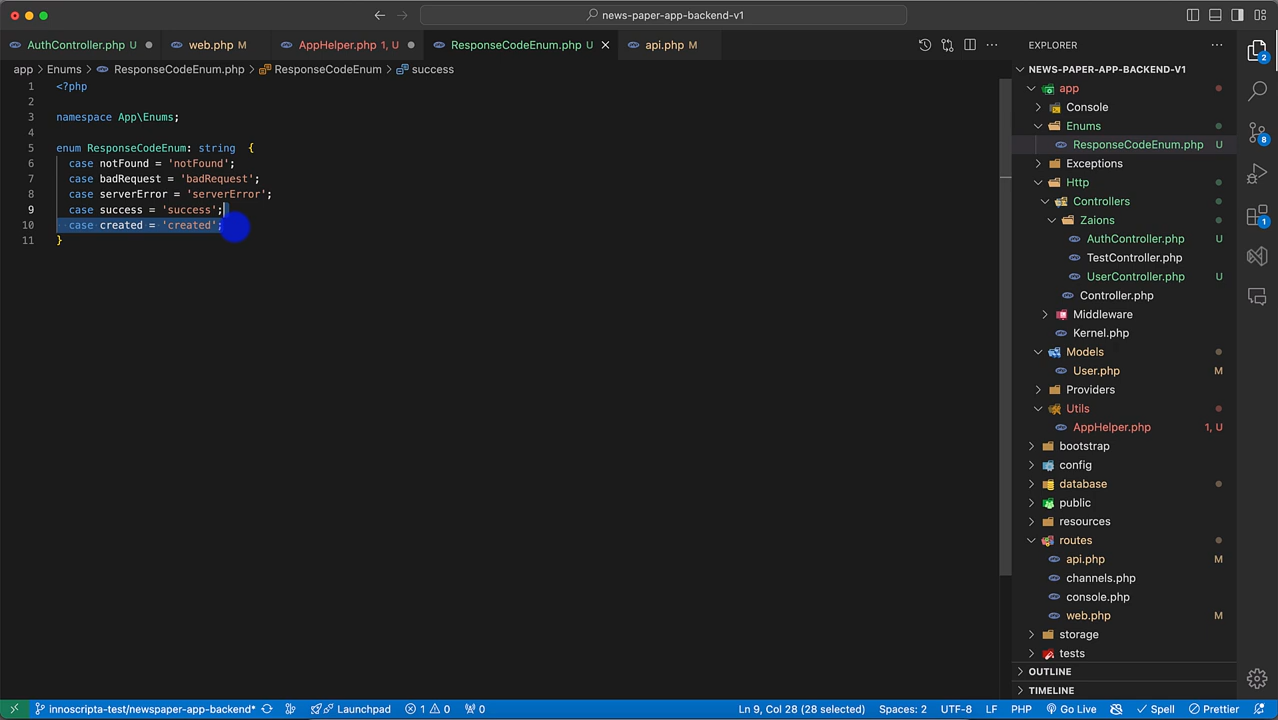 news-paper-app-backend-v1
AuthController.php U
web.php M
AppHelper.php 1, U
ResponseCodeEnum.php U
api.php M
app > Enums > ResponseCodeEnum.php > ResponseCodeEnum > success
1 <?php
2
3 namespace App\Enums;
4
5 enum ResponseCodeEnum: string {
6 case notFound = 'notFound';
7 case badRequest = 'badRequest';
8 case serverError = 'serverError';
9 case success = 'success';
10 case created = 'created';
11 }
EXPLORER
NEWS-PAPER-APP-BACKEND-V1
app
Console
Enums
ResponseCodeEnum.php U
Exceptions
Http
Controllers
Zaions
AuthController.php U
TestController.php
UserController.php U
Controller.php
Middleware
Kernel.php
Models
User.php M
Providers
Utils
AppHelper.php 1, U
bootstrap
config
database
public
resources
routes
api.php M
channels.php
console.php
web.php M
storage
tests
OUTLINE
TIMELINE
2
8
1
innoscripta-test/newspaper-app-backend* Launchpad 1 0 0 Ln 9, Col 28 (28 selected) Spaces: 2 UTF-8 LF PHP Go Live Spell Prettier